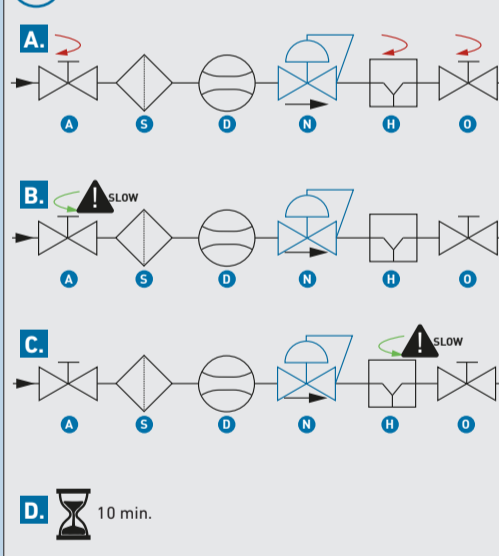 A.
A S D N H O
B.
! SLOW
A S D N H O
C.
! SLOW
A S D N H O
D. 10 min.